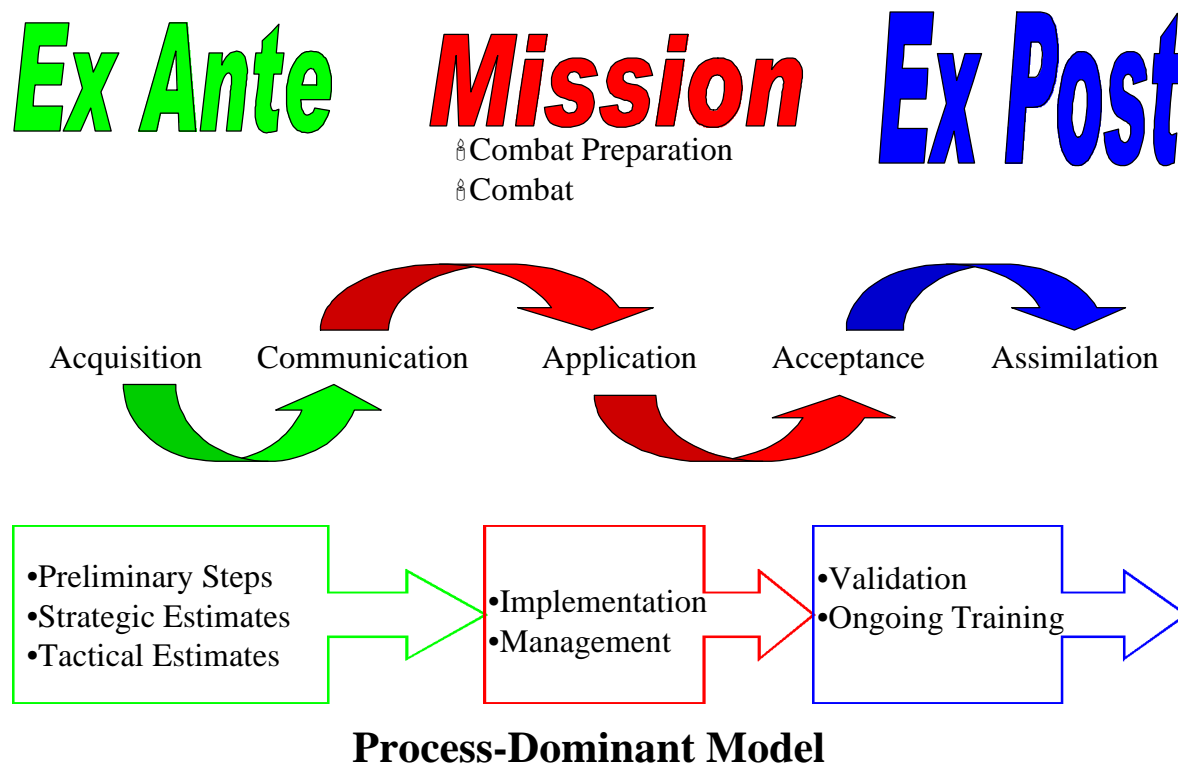 Ex Ante
Mission
Ex Post
Combat Preparation
Combat
Acquisition
Communication
Application
Acceptance
Assimilation
•Preliminary Steps
•Strategic Estimates
•Tactical Estimates
•Implementation
•Management
•Validation
•Ongoing Training
Process-Dominant Model